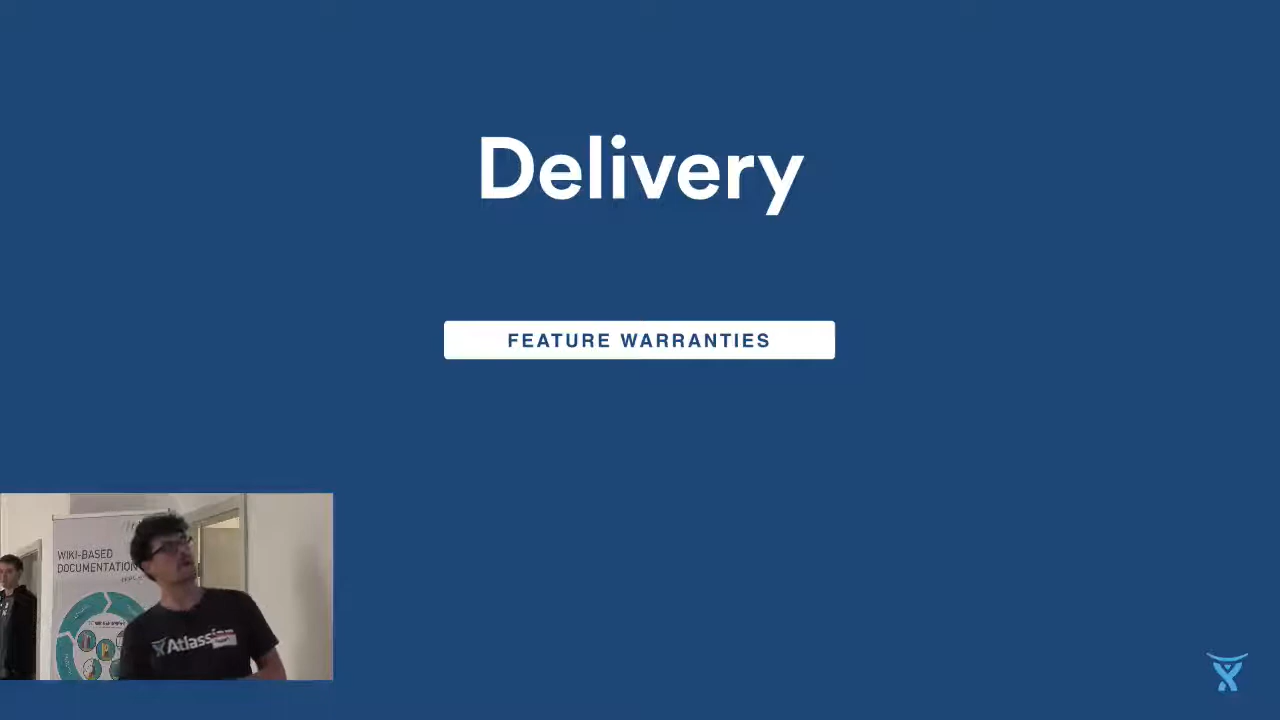 Delivery
FEATURE WARRANTIES
WIKI-BASED
DOCUMENTATION
Atlassian